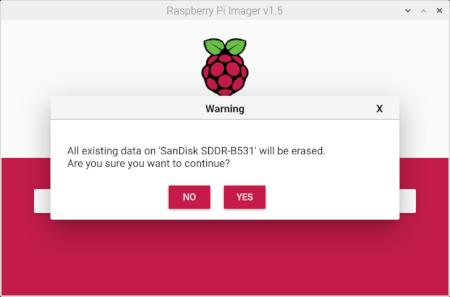 Raspberry Pi Imager v1.5
Warning
X
All existing data on 'SanDisk SDDR-B531' will be erased.
Are you sure you want to continue?
NO
YES